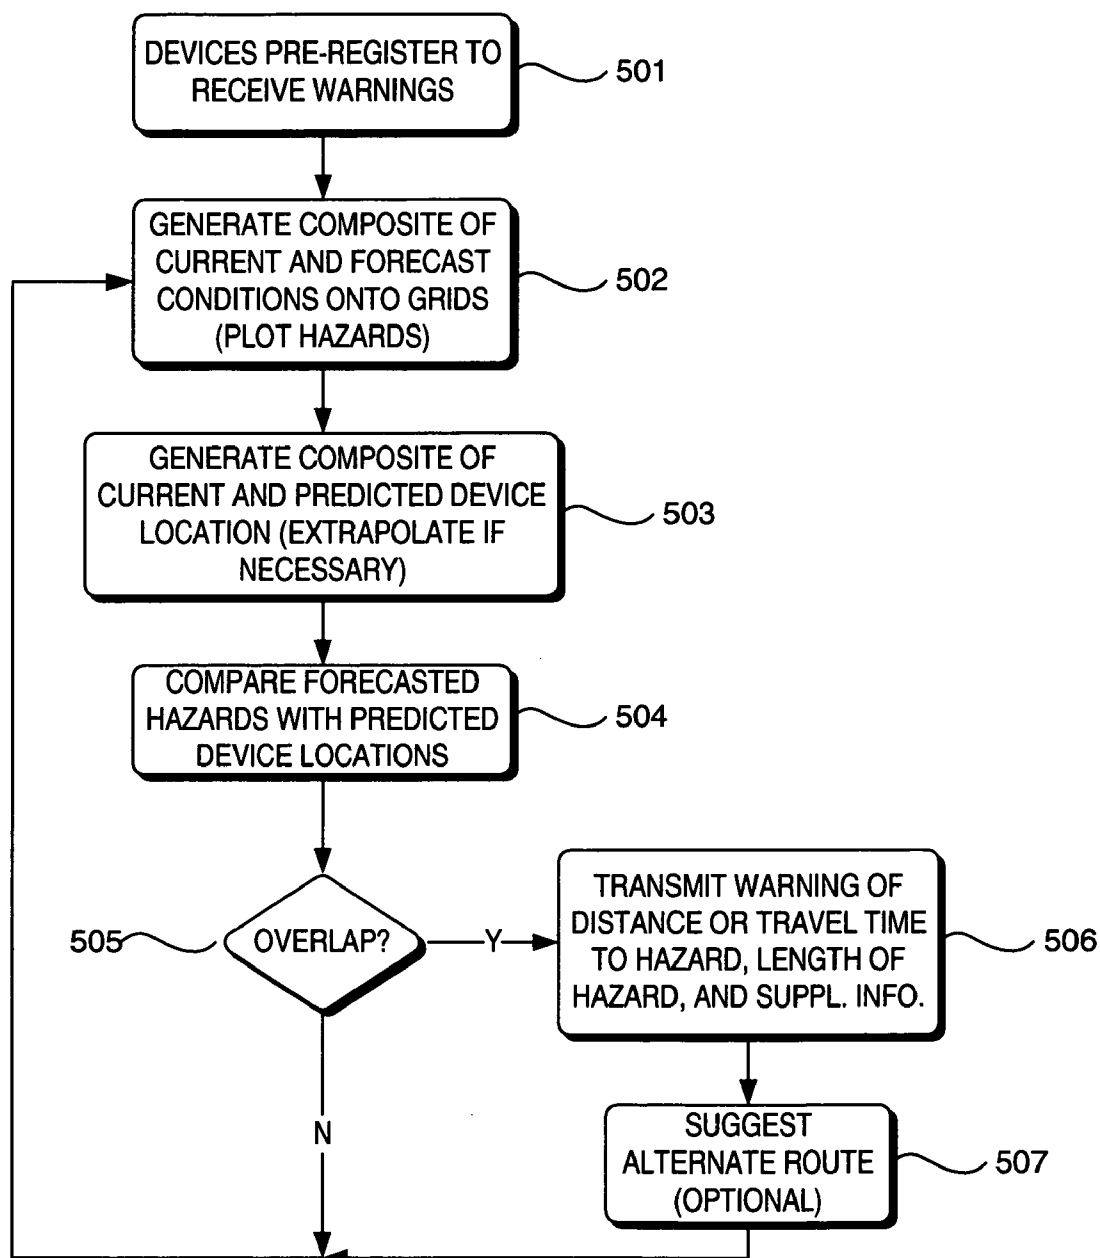 DEVICES PRE-REGISTER TO
RECEIVE WARNINGS
501
GENERATE COMPOSITE OF
CURRENT AND FORECAST
CONDITIONS ONTO GRIDS
(PLOT HAZARDS)
502
GENERATE COMPOSITE OF
CURRENT AND PREDICTED DEVICE
LOCATION (EXTRAPOLATE IF
NECESSARY)
503
COMPARE FORECASTED
HAZARDS WITH PREDICTED
DEVICE LOCATIONS
504
505
OVERLAP?
Y
TRANSMIT WARNING OF
DISTANCE OR TRAVEL TIME
TO HAZARD, LENGTH OF
HAZARD, AND SUPPL. INFO.
506
N
SUGGEST
ALTERNATE ROUTE
(OPTIONAL)
507